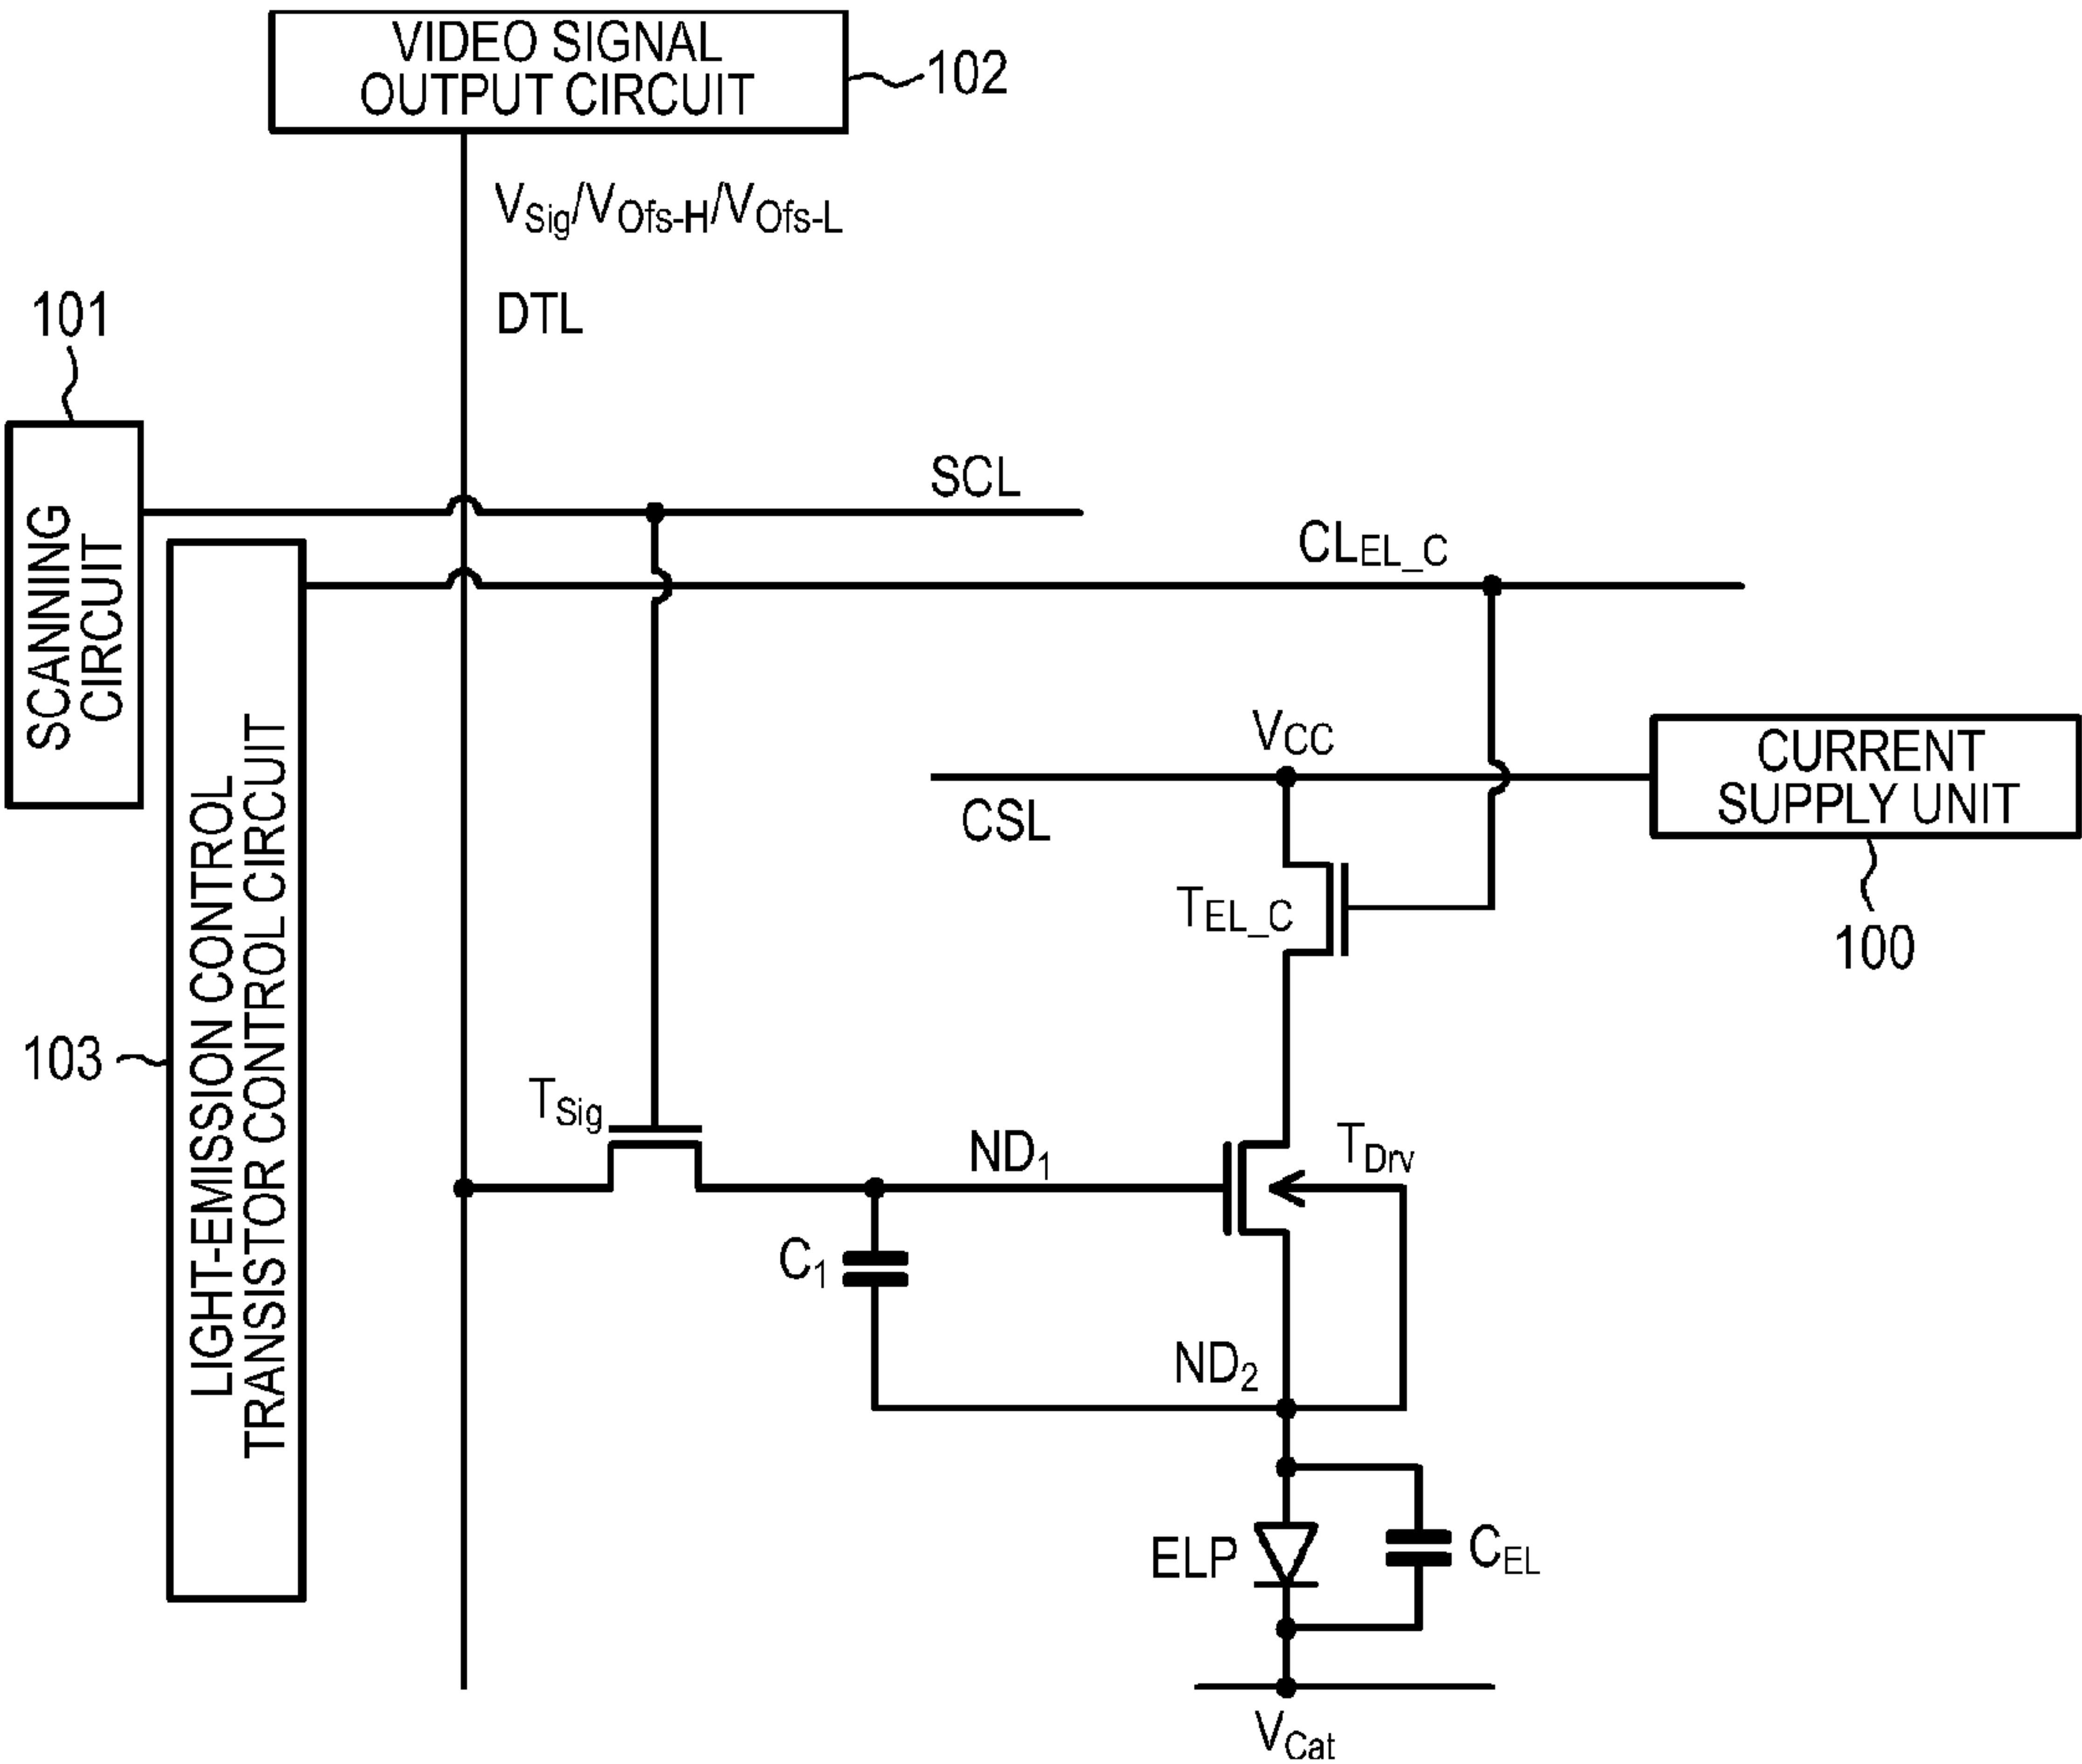 VIDEO SIGNAL
OUTPUT CIRCUIT
102
VSig/VOfs-H/VOfs-L
DTL
101
SCANNING
CIRCUIT
SCL
CLEL_C
VCC
CSL
CURRENT
SUPPLY UNIT
100
TEL_C
LIGHT-EMISSION CONTROL
TRANSISTOR CONTROL CIRCUIT
103
TSig
ND1
TDrv
C1
ND2
ELP
CEL
VCat